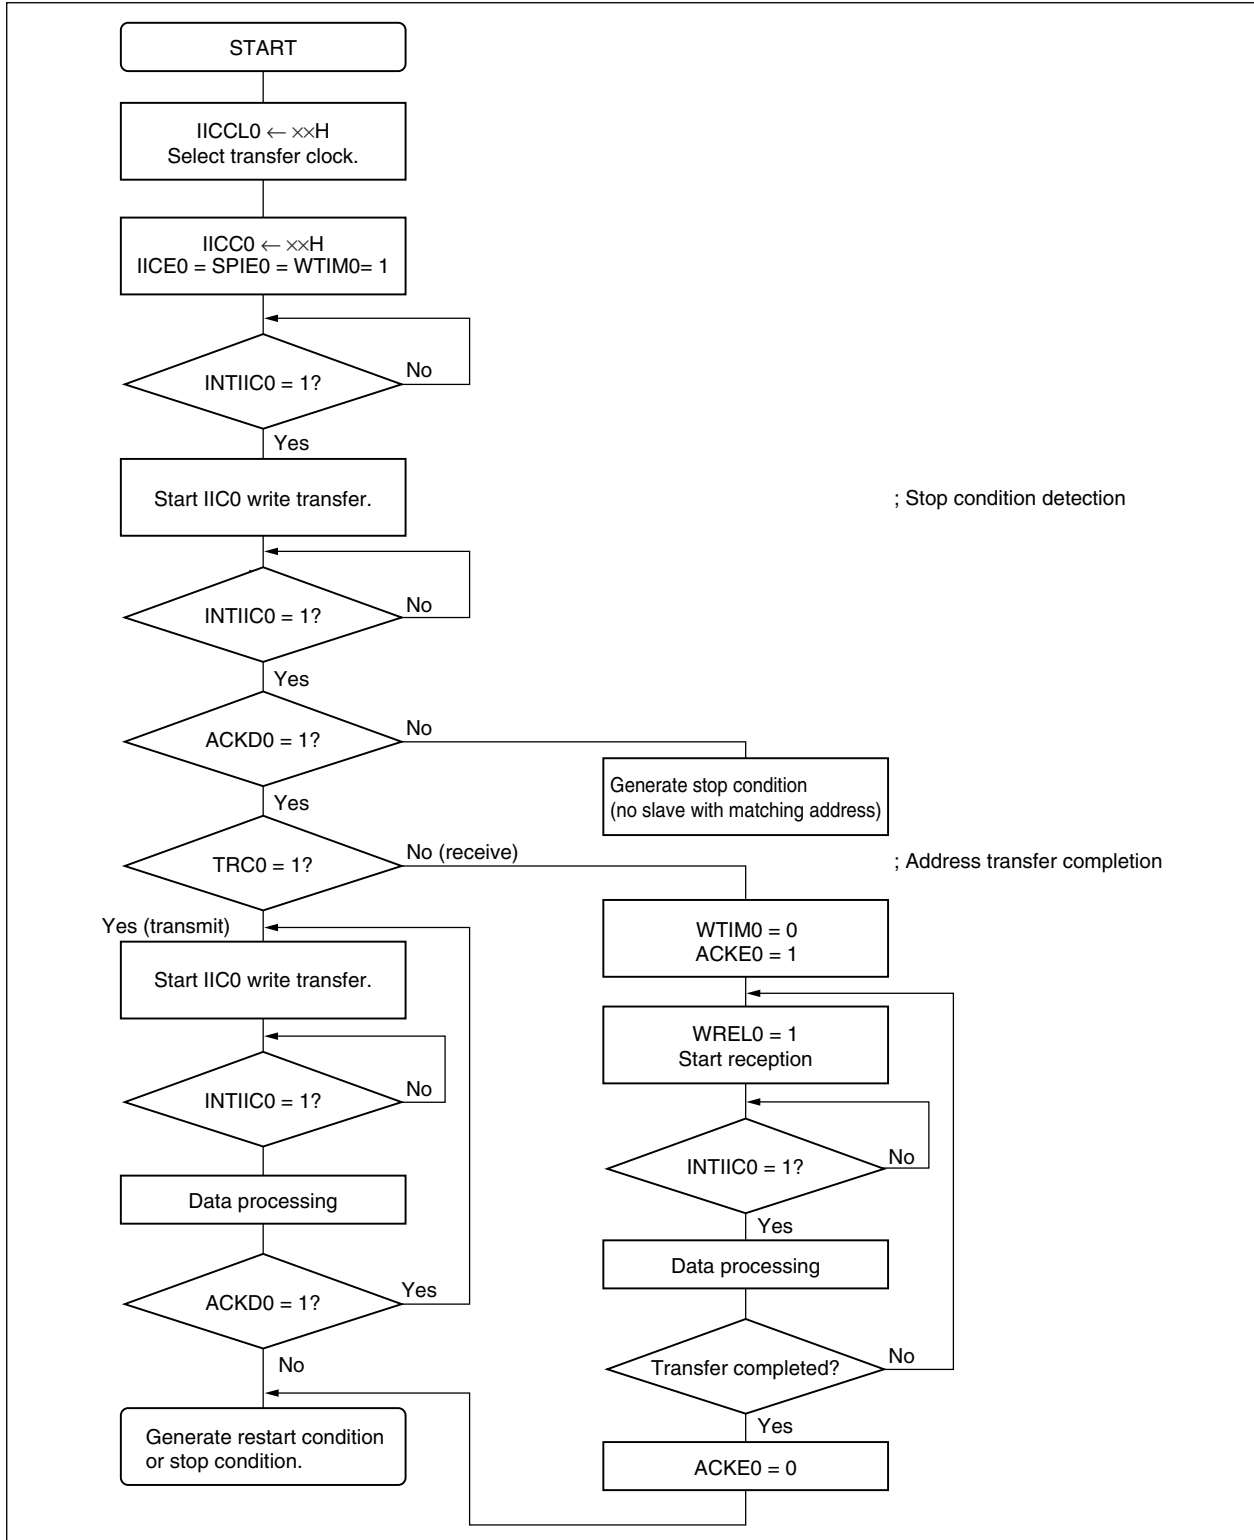 START
IICCL0 ← ××H
Select transfer clock.
IICC0 ← ××H
IICE0 = SPIE0 = WTIM0= 1
INTIIC0 = 1?
No
Yes
Start IIC0 write transfer.
; Stop condition detection
INTIIC0 = 1?
No
Yes
ACKD0 = 1?
No
Generate stop condition
(no slave with matching address)
Yes
TRC0 = 1?
No (receive)
; Address transfer completion
Yes (transmit)
Start IIC0 write transfer.
INTIIC0 = 1?
No
Data processing
ACKD0 = 1?
Yes
No
Generate restart condition
or stop condition.
WTIM0 = 0
ACKE0 = 1
WREL0 = 1
Start reception
INTIIC0 = 1?
No
Yes
Data processing
Transfer completed?
No
Yes
ACKE0 = 0